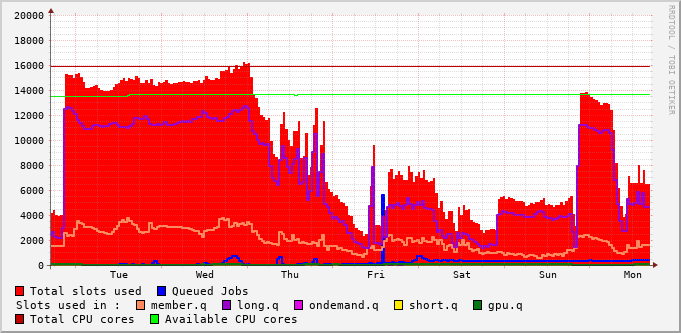 20000
18000
16000
14000
12000
10000
8000
6000
4000
2000
0
Tue Wed Thu Fri Sat Sun Mon
RRDTOOL / TOBI OETIKER
Total slots used Queued Jobs
Slots used in : member.q long.q ondemand.q short.q gpu.q
Total CPU cores Available CPU cores